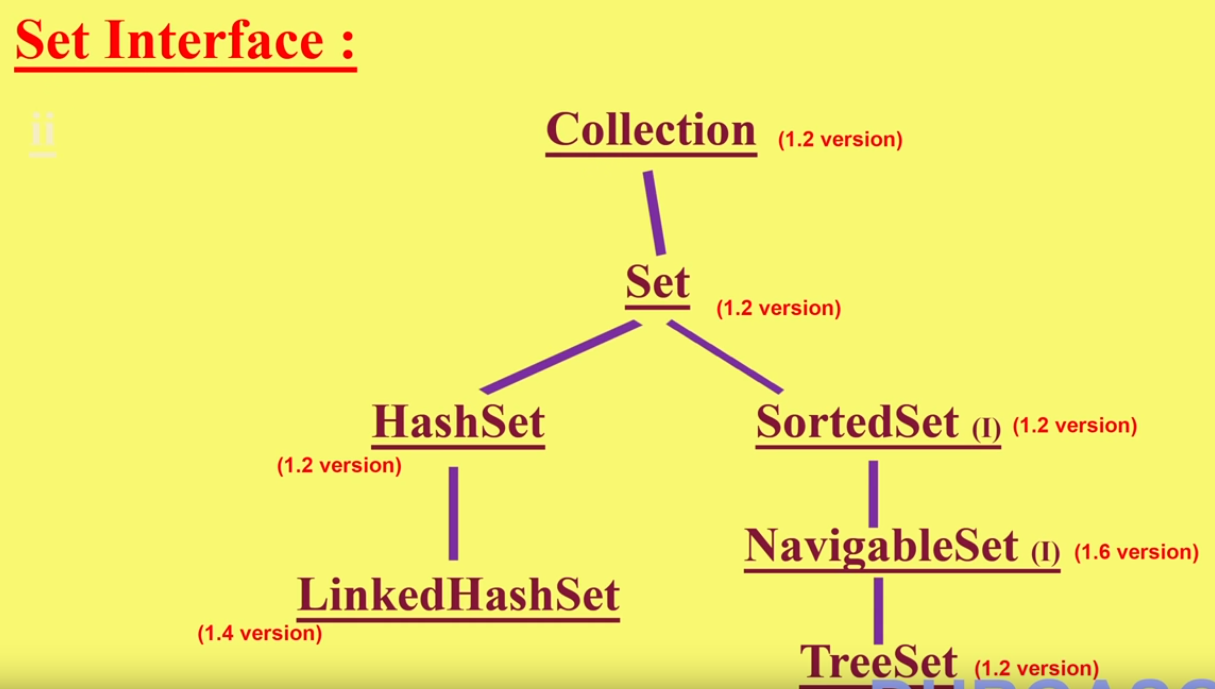 Set Interface :
ii
Collection (1.2 version)
Set (1.2 version)
HashSet
(1.2 version)
SortedSet (I) (1.2 version)
NavigableSet (I) (1.6 version)
LinkedHashSet
(1.4 version)
TreeSet (1.2 version)